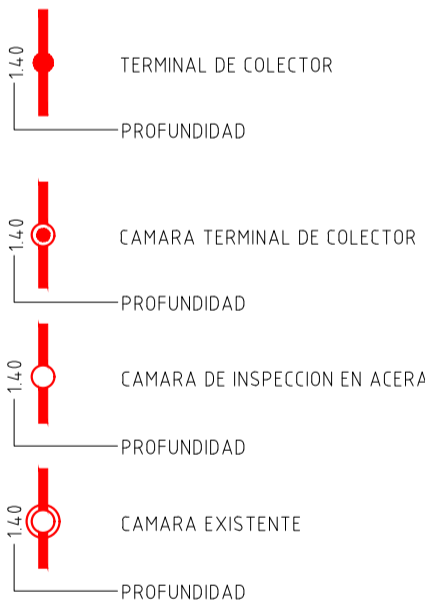 1.40
TERMINAL DE COLECTOR
PROFUNDIDAD
1.40
CAMARA TERMINAL DE COLECTOR
PROFUNDIDAD
1.40
CAMARA DE INSPECCION EN ACERA
PROFUNDIDAD
1.40
CAMARA EXISTENTE
PROFUNDIDAD